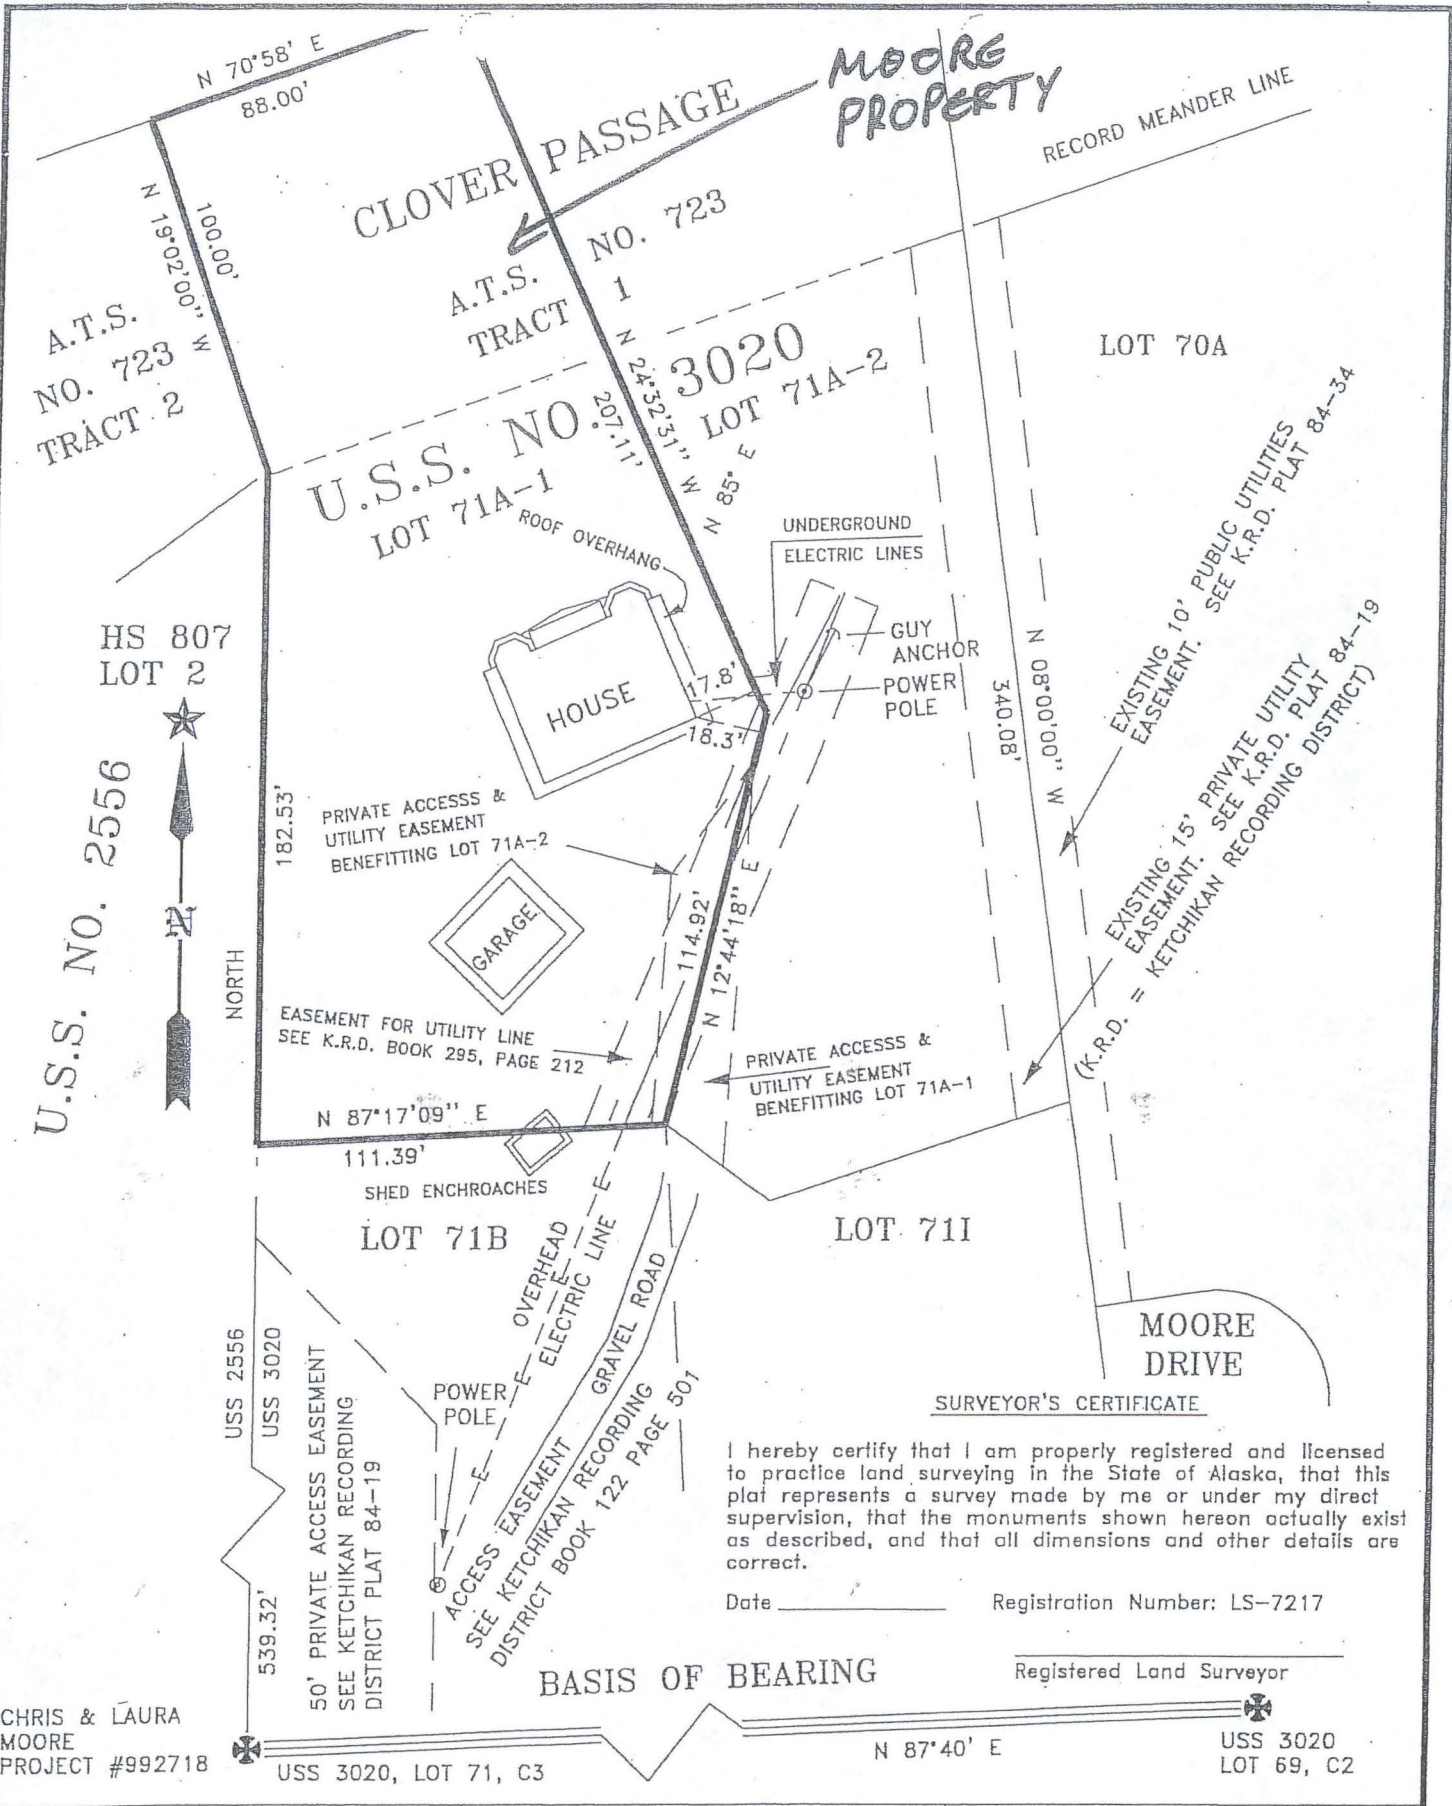 N 70°58' E
88.00'
MOORE
PROPERTY
CLOVER PASSAGE
RECORD MEANDER LINE
N 19°02'00" W
100.00'
A.T.S.
NO. 723
TRACT 2
A.T.S. NO. 723
TRACT 1
N 24°32'31" W
207.11'
U.S.S. NO. 3020
LOT 71A-1
LOT 71A-2
LOT 70A
N 85° E
ROOF OVERHANG
UNDERGROUND
ELECTRIC LINES
GUY
ANCHOR
POWER
POLE
HOUSE
17.8'
18.3'
HS 807
LOT 2
U.S.S. NO. 2556
N
182.53'
NORTH
PRIVATE ACCESSS &
UTILITY EASEMENT
BENEFITTING LOT 71A-2
GARAGE
114.92'
N 12°44'18" E
340.08'
N 08°00'00" W
EXISTING 10' PUBLIC UTILITIES
EASEMENT. SEE K.R.D. PLAT 84-34
EXISTING 15' PRIVATE UTILITY
EASEMENT. SEE K.R.D. PLAT 84-19
(K.R.D. = KETCHIKAN RECORDING DISTRICT)
EASEMENT FOR UTILITY LINE
SEE K.R.D. BOOK 295, PAGE 212
PRIVATE ACCESSS &
UTILITY EASEMENT
BENEFITTING LOT 71A-1
N 87°17'09" E
111.39'
SHED ENCHROACHES
LOT 71B
LOT 71I
OVERHEAD
ELECTRIC LINE
E
E
E
E
GRAVEL ROAD
MOORE
DRIVE
USS 2556
USS 3020
50' PRIVATE ACCESS EASEMENT
SEE KETCHIKAN RECORDING
DISTRICT PLAT 84-19
POWER
POLE
ACCESS EASEMENT
SEE KETCHIKAN RECORDING
DISTRICT BOOK 122 PAGE 501
539.32'
SURVEYOR'S CERTIFICATE
I hereby certify that I am properly registered and licensed
to practice land surveying in the State of Alaska, that this
plat represents a survey made by me or under my direct
supervision, that the monuments shown hereon actually exist
as described, and that all dimensions and other details are
correct.
Date
Registration Number: LS-7217
Registered Land Surveyor
BASIS OF BEARING
CHRIS & LAURA
MOORE
PROJECT #992718
USS 3020, LOT 71, C3
N 87°40' E
USS 3020
LOT 69, C2